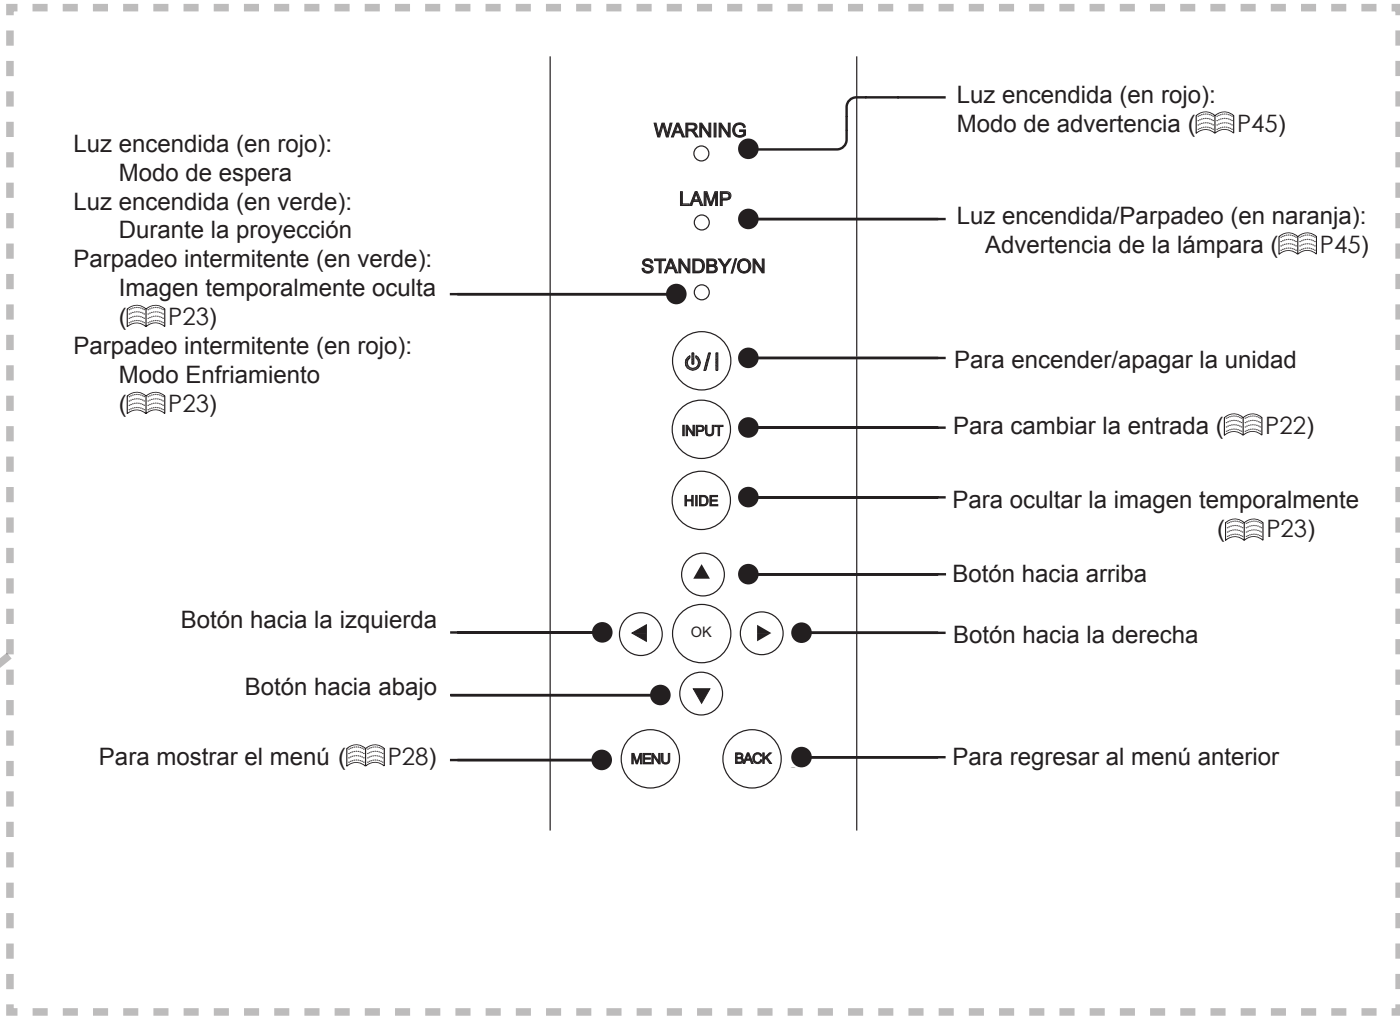 Luz encendida (en rojo):
Modo de espera
Luz encendida (en verde):
Durante la proyección
Parpadeo intermitente (en verde):
Imagen temporalmente oculta
(P23)
Parpadeo intermitente (en rojo):
Modo Enfriamiento
(P23)
Botón hacia la izquierda
Botón hacia abajo
Para mostrar el menú (P28)
WARNING
LAMP
STANDBY/ON
⏻/|
INPUT
HIDE
OK
MENU
BACK
Luz encendida (en rojo):
Modo de advertencia (P45)
Luz encendida/Parpadeo (en naranja):
Advertencia de la lámpara (P45)
Para encender/apagar la unidad
Para cambiar la entrada (P22)
Para ocultar la imagen temporalmente
(P23)
Botón hacia arriba
Botón hacia la derecha
Para regresar al menú anterior